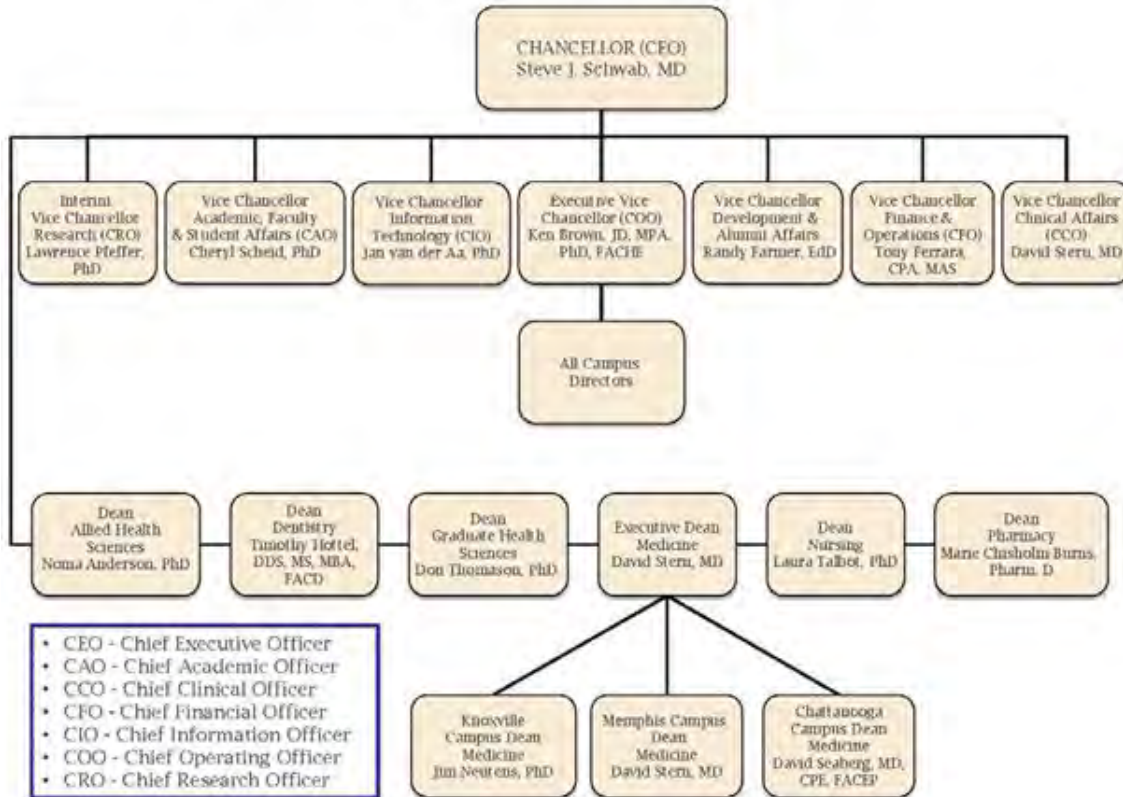 CHANCELLOR (CEO)
Steve J. Schwab, MD
Interim
Vice Chancellor
Research (CRO)
Lawrence Pfeffer,
PhD
Vice Chancellor
Academic, Faculty
& Student Affairs (CAO)
Cheryl Scheid, PhD
Vice Chancellor
Information
Technology (CIO)
Jan van der Aa, PhD
Executive Vice
Chancellor (COO)
Ken Brown, JD, MPA,
PhD, FACHE
Vice Chancellor
Development &
Alumni Affairs
Randy Farmer, EdD
Vice Chancellor
Finance &
Operations (CFO)
Tony Ferrara,
CPA, MAS
Vice Chancellor
Clinical Affairs
(CCO)
David Stern, MD
All Campus
Directors
Dean
Allied Health
Sciences
Noma Anderson, PhD
Dean
Dentistry
Timothy Hottel,
DDS, MS, MBA,
FACD
Dean
Graduate Health
Sciences
Don Thomason, PhD
Executive Dean
Medicine
David Stern, MD
Dean
Nursing
Laura Talbot, PhD
Dean
Pharmacy
Marie Chisholm Burns,
Pharm. D
• CEO - Chief Executive Officer
• CAO - Chief Academic Officer
• CCO - Chief Clinical Officer
• CFO - Chief Financial Officer
• CIO - Chief Information Officer
• COO - Chief Operating Officer
• CRO - Chief Research Officer
Knoxville
Campus Dean
Medicine
Jim Neutens, PhD
Memphis Campus
Dean
Medicine
David Stern, MD
Chattanooga
Campus Dean
Medicine
David Seaberg, MD,
CPE, FACEP